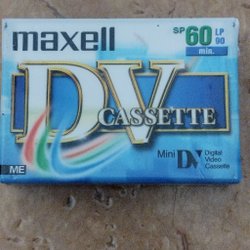 maxell
SP 60 LP 90
min.
DV
CASSETTE
Mini DV Digital Video Cassette
ME